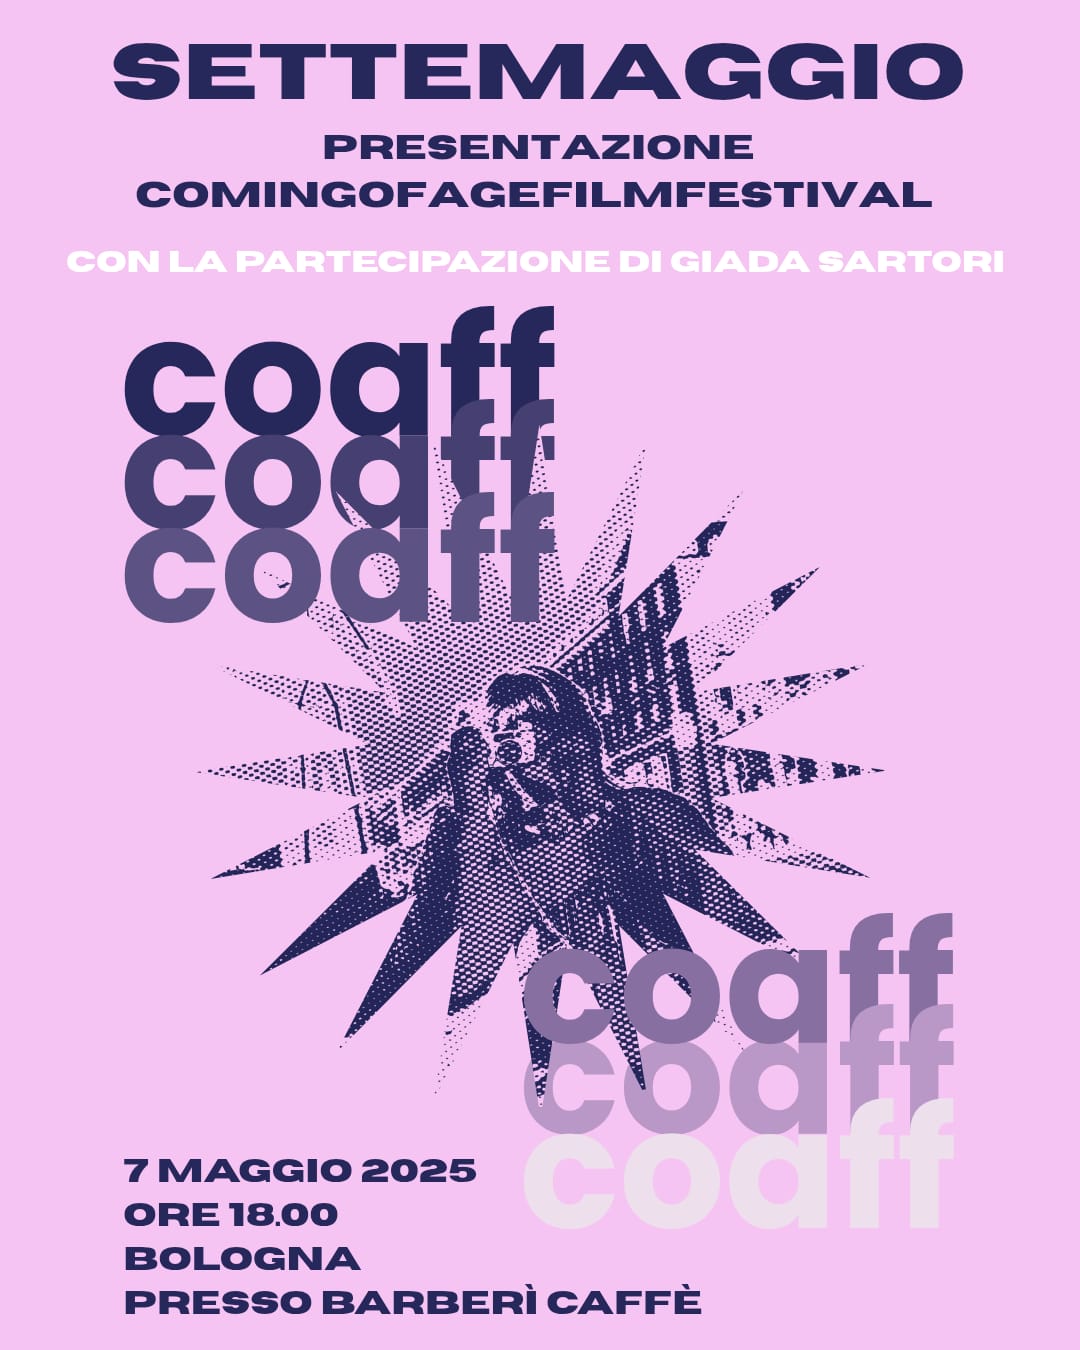 SETTEMAGGIO
PRESENTAZIONE
COMINGOFAGEFILMFESTIVAL
CON LA PARTECIPAZIONE DI GIADA SARTORI
coaff
coaff
coaff
coaff
coaff
coaff
7 MAGGIO 2025
ORE 18.00
BOLOGNA
PRESSO BARBERÌ CAFFÈ